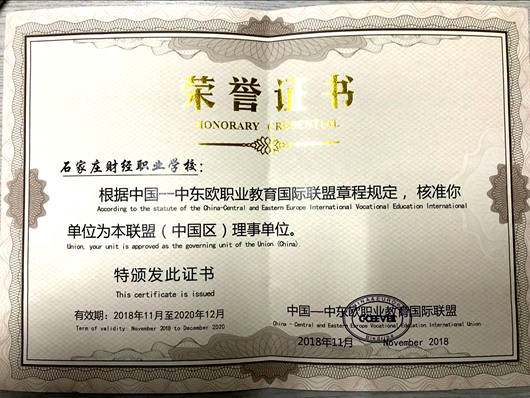 荣誉证书
HONORARY CREDENTIAL
石家庄财经职业学校：
根据中国--中东欧职业教育国际联盟章程规定，核准你
According to the statute of the China-Central and Eastern Europe International Vocational Education International
单位为本联盟（中国区）理事单位。
Union, your unit is approved as the governing unit of the Union (China).
特颁发此证书
This certificate is issued
有效期：2018年11月至2020年12月
Term of validity: November 2018 to December 2020
中国--中东欧职业教育国际联盟
China - Central and Eastern Europe Vocational Education International Union
2018年11月 November 2018